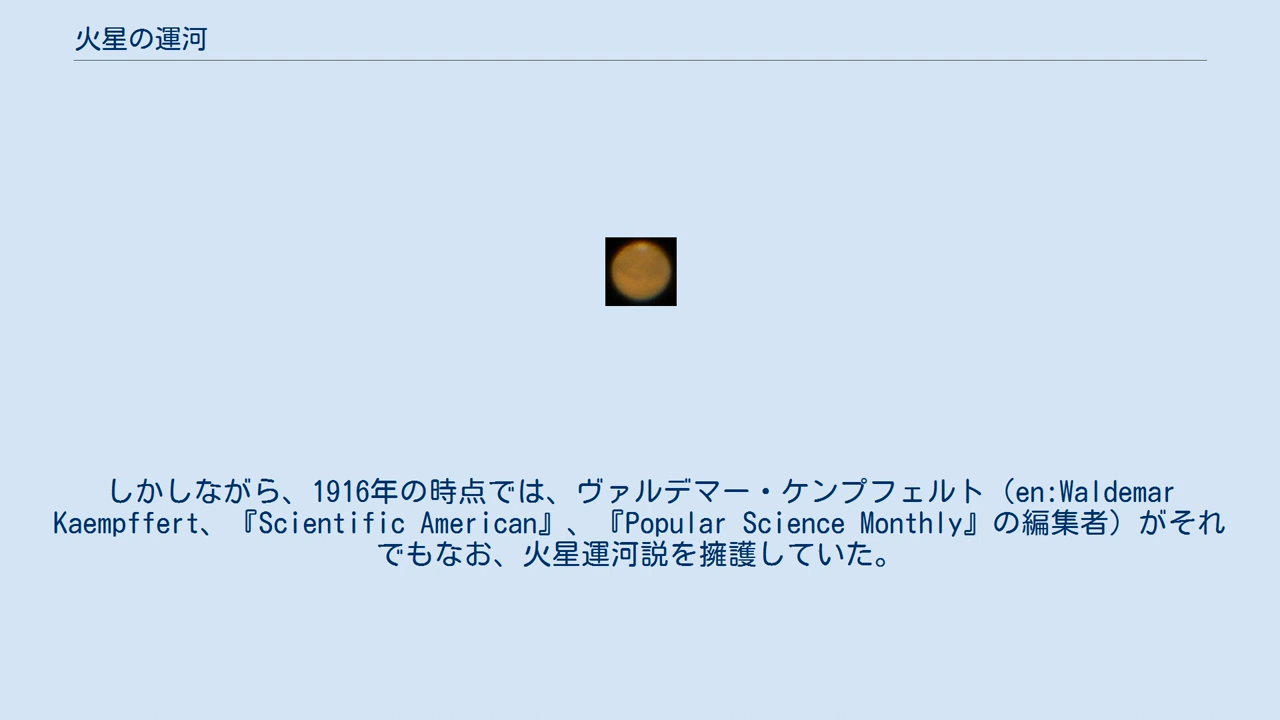 火星の運河
しかしながら、1916年の時点では、ヴァルデマー・ケンプフェルト（en:Waldemar
Kaempffert、『Scientific American』、『Popular Science Monthly』の編集者）がそれ
でもなお、火星運河説を擁護していた。